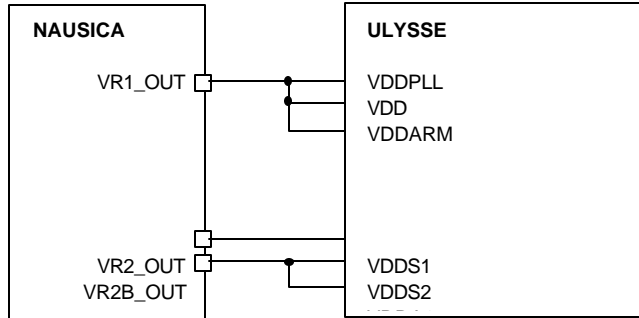 NAUSICA
ULYSSE
VR1_OUT
VDDPLL
VDD
VDDARM
VR2_OUT
VDDS1
VR2B_OUT
VDDS2